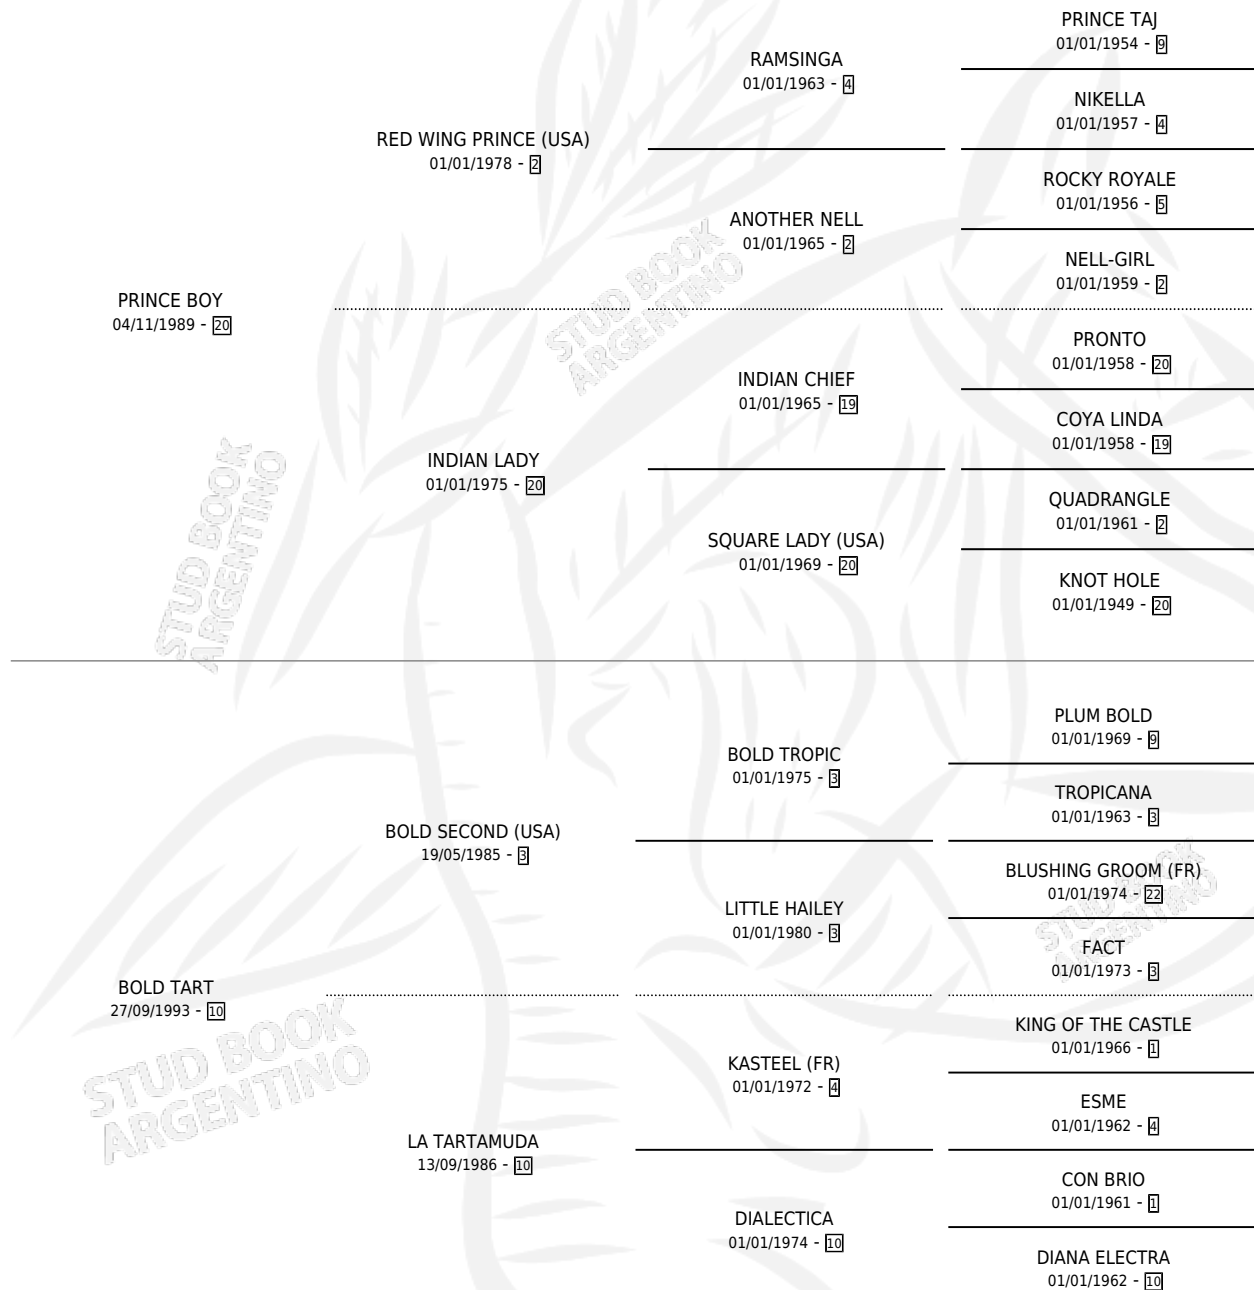 PRINCE TAJ
01/01/1954 - 9
RAMSINGA
01/01/1963 - 4
NIKELLA
01/01/1957 - 4
RED WING PRINCE (USA)
01/01/1978 - 2
ROCKY ROYALE
01/01/1956 - 5
ANOTHER NELL
01/01/1965 - 2
NELL-GIRL
01/01/1959 - 2
PRINCE BOY
04/11/1989 - 20
PRONTO
01/01/1958 - 20
INDIAN CHIEF
01/01/1965 - 19
COYA LINDA
01/01/1958 - 19
INDIAN LADY
01/01/1975 - 20
QUADRANGLE
01/01/1961 - 2
SQUARE LADY (USA)
01/01/1969 - 20
KNOT HOLE
01/01/1949 - 20
STUD BOOK
ARGENTINO
STUD BOOK
ARGENTINO
PLUM BOLD
01/01/1969 - 9
BOLD TROPIC
01/01/1975 - 3
TROPICANA
01/01/1963 - 3
BOLD SECOND (USA)
19/05/1985 - 3
BLUSHING GROOM (FR)
01/01/1974 - 22
LITTLE HAILEY
01/01/1980 - 3
FACT
01/01/1973 - 3
STUD BOOK
ARGENTINO
BOLD TART
27/09/1993 - 10
KING OF THE CASTLE
01/01/1966 - 1
KASTEEL (FR)
01/01/1972 - 4
ESME
01/01/1962 - 4
STUD BOOK
ARGENTINO
LA TARTAMUDA
13/09/1986 - 10
CON BRIO
01/01/1961 - 1
DIALECTICA
01/01/1974 - 10
DIANA ELECTRA
01/01/1962 - 10